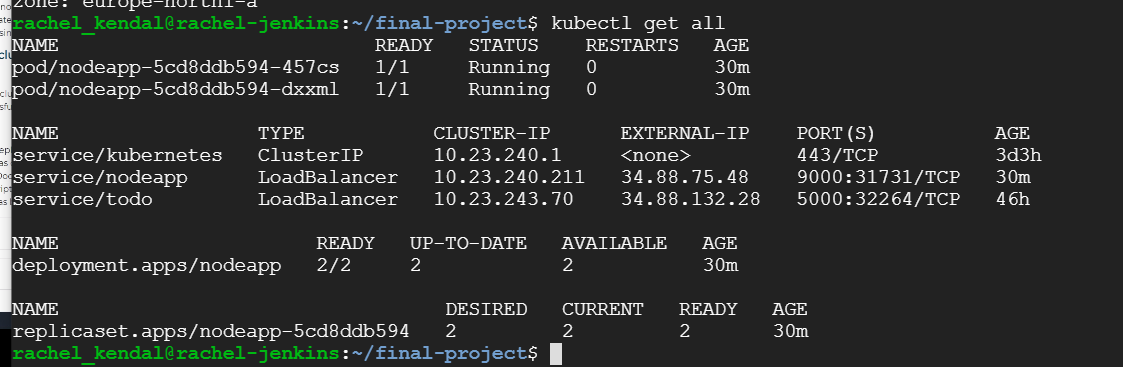 zone: europe-north1-a
rachel_kendal@rachel-jenkins:~/final-project$ kubectl get all
NAME READY STATUS RESTARTS AGE
pod/nodeapp-5cd8ddb594-457cs 1/1 Running 0 30m
pod/nodeapp-5cd8ddb594-dxxml 1/1 Running 0 30m
NAME TYPE CLUSTER-IP EXTERNAL-IP PORT(S) AGE
service/kubernetes ClusterIP 10.23.240.1 <none> 443/TCP 3d3h
service/nodeapp LoadBalancer 10.23.240.211 34.88.75.48 9000:31731/TCP 30m
service/todo LoadBalancer 10.23.243.70 34.88.132.28 5000:32264/TCP 46h
NAME READY UP-TO-DATE AVAILABLE AGE
deployment.apps/nodeapp 2/2 2 2 30m
NAME DESIRED CURRENT READY AGE
replicaset.apps/nodeapp-5cd8ddb594 2 2 2 30m
rachel_kendal@rachel-jenkins:~/final-project$